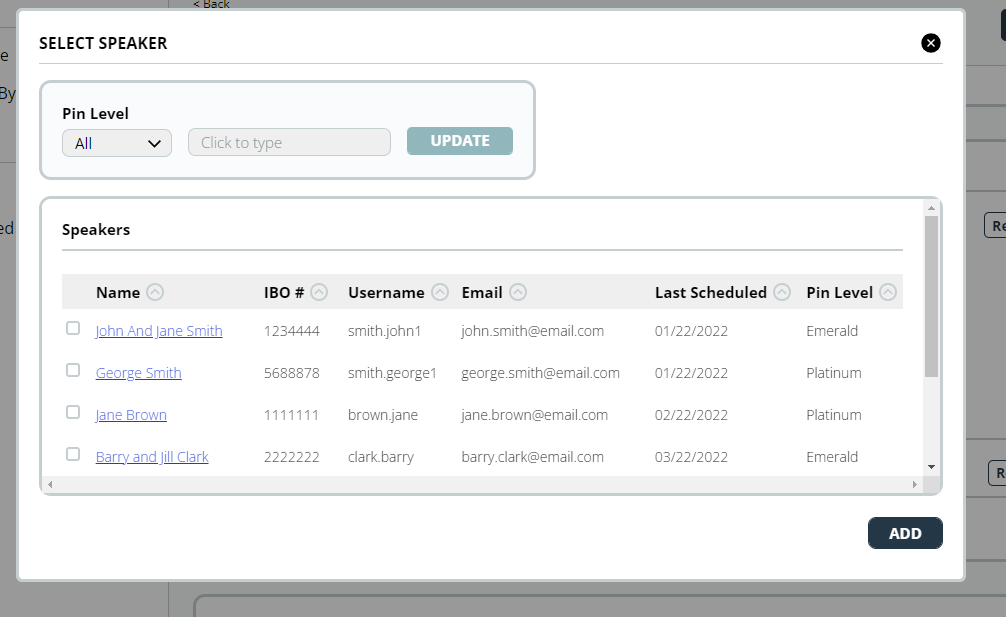 < Back
SELECT SPEAKER
e
By
Pin Level
All Click to type UPDATE
ed
Re
Speakers
Name IBO # Username Email Last Scheduled Pin Level
John And Jane Smith 1234444 smith.john1 john.smith@email.com 01/22/2022 Emerald
George Smith 5688878 smith.george1 george.smith@email.com 01/22/2022 Platinum
Jane Brown 1111111 brown.jane jane.brown@email.com 02/22/2022 Platinum
Barry and Jill Clark 2222222 clark.barry barry.clark@email.com 03/22/2022 Emerald
R
ADD